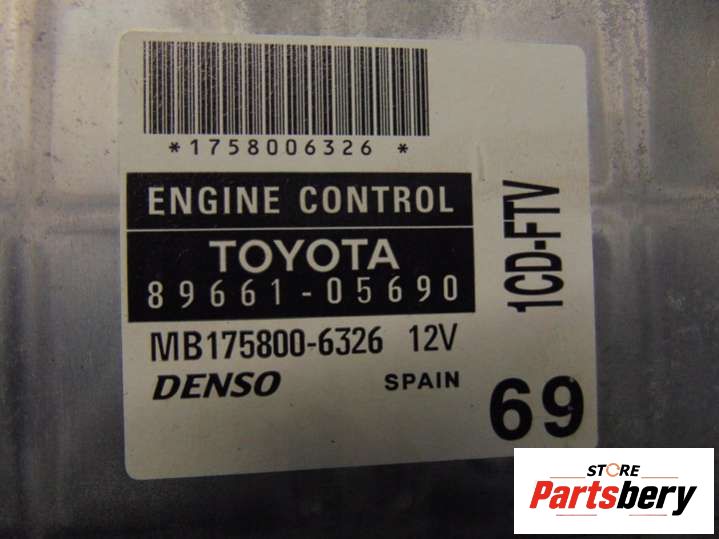 *1758006326*
ENGINE CONTROL
TOYOTA
89661-05690
MB175800-6326 12V
DENSO SPAIN
1CD-FTV
69
STORE
Partsbery